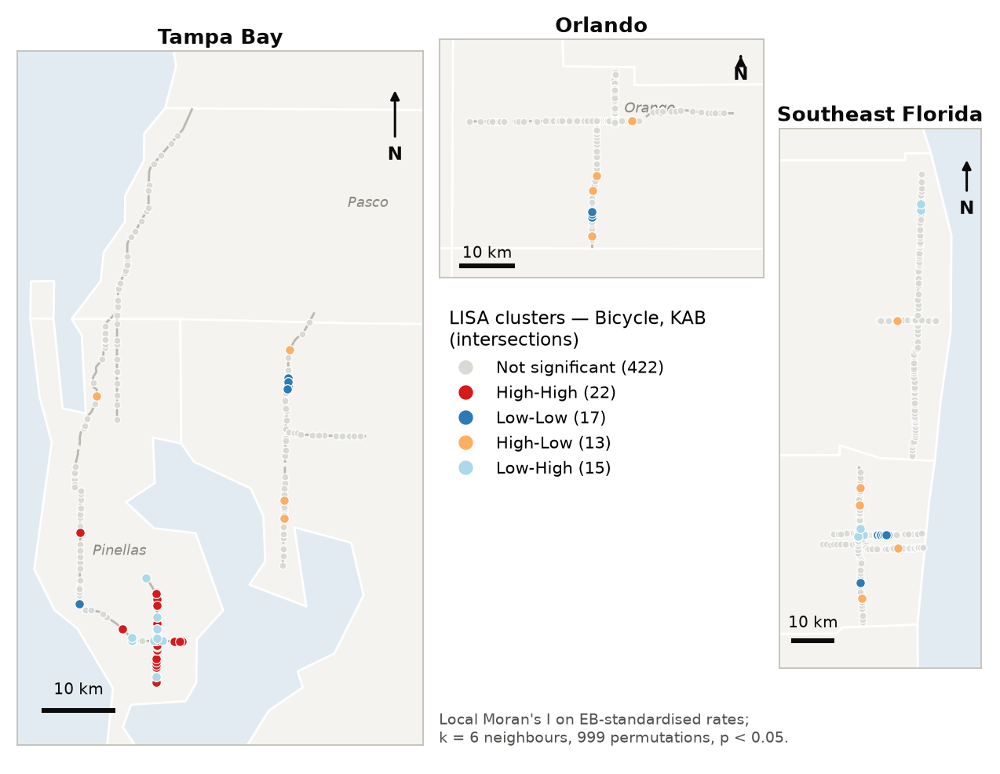 Tampa Bay
N
Pasco
Pinellas
10 km
Orlando
N
Orange
10 km
Southeast Florida
N
10 km
LISA clusters — Bicycle, KAB
(intersections)
Not significant (422)
High-High (22)
Low-Low (17)
High-Low (13)
Low-High (15)
Local Moran's I on EB-standardised rates;
k = 6 neighbours, 999 permutations, p < 0.05.